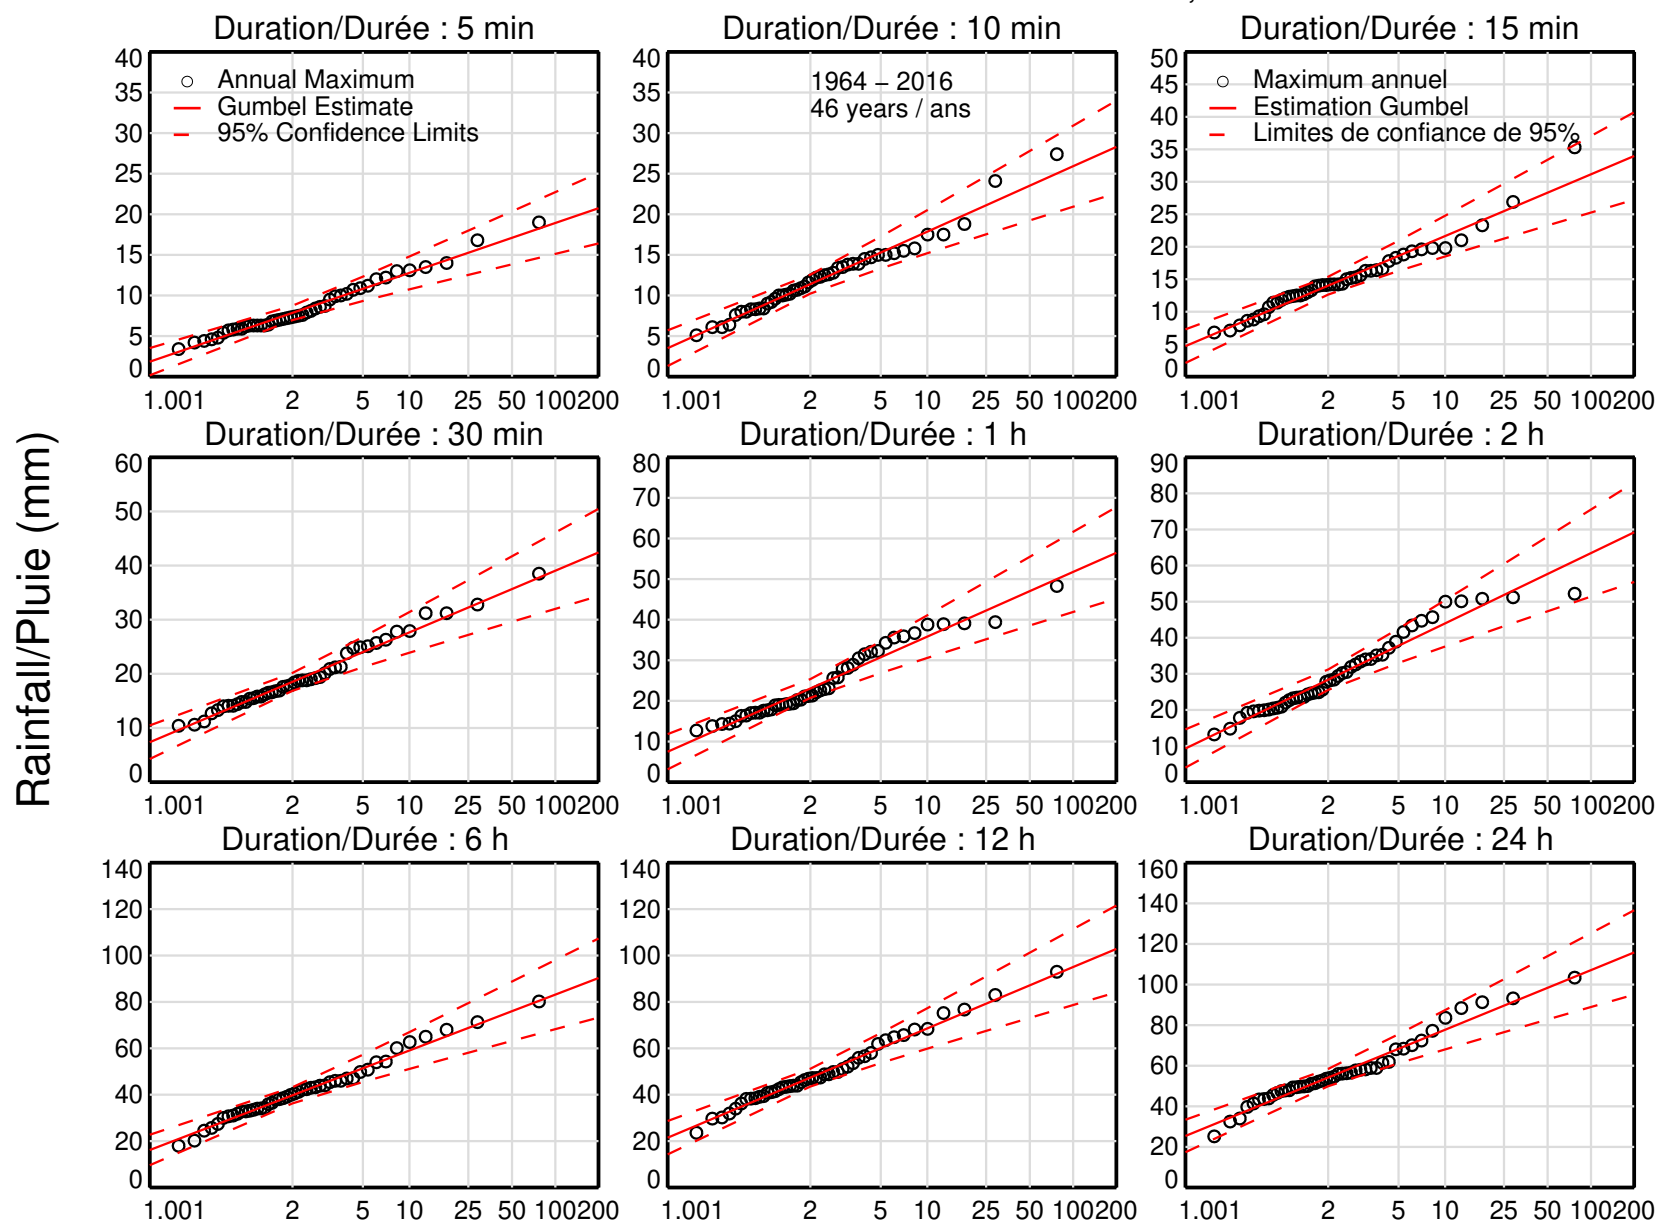 Duration/Durée : 5 min
40
35
30
25
20
15
10
5
0
Annual Maximum
Gumbel Estimate
95% Confidence Limits
1.001 2 5 10 25 50 100 200
Duration/Durée : 10 min
40
35
30
25
20
15
10
5
0
1964 – 2016
46 years / ans
1.001 2 5 10 25 50 100 200
Duration/Durée : 15 min
50
45
40
35
30
25
20
15
10
5
0
Maximum annuel
Estimation Gumbel
Limites de confiance de 95%
1.001 2 5 10 25 50 100 200
Rainfall/Pluie (mm)
Duration/Durée : 30 min
60
50
40
30
20
10
0
1.001 2 5 10 25 50 100 200
Duration/Durée : 1 h
80
70
60
50
40
30
20
10
0
1.001 2 5 10 25 50 100 200
Duration/Durée : 2 h
90
80
70
60
50
40
30
20
10
0
1.001 2 5 10 25 50 100 200
Duration/Durée : 6 h
140
120
100
80
60
40
20
0
1.001 2 5 10 25 50 100 200
Duration/Durée : 12 h
140
120
100
80
60
40
20
0
1.001 2 5 10 25 50 100 200
Duration/Durée : 24 h
160
140
120
100
80
60
40
20
0
1.001 2 5 10 25 50 100 200